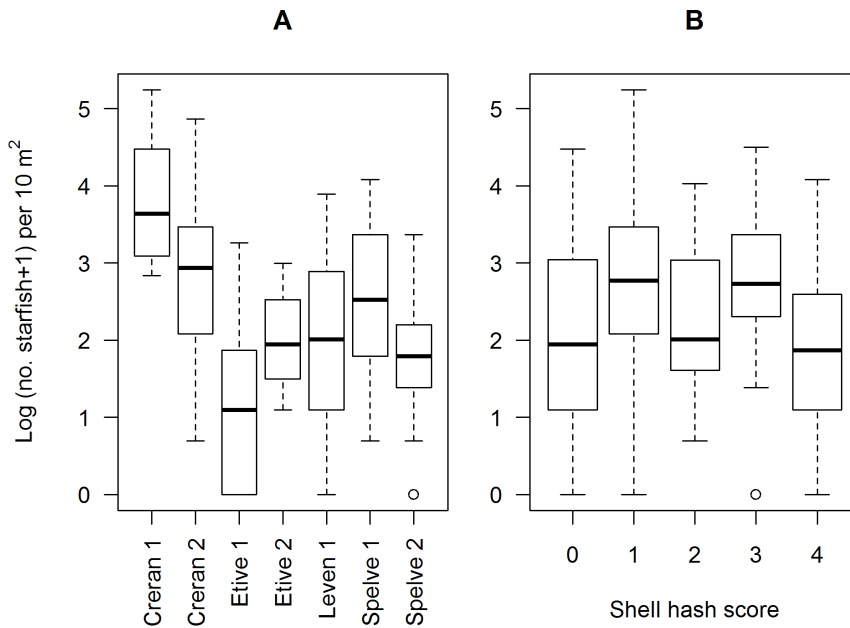 A
B
Log (no. starfish+1) per 10 m²
5
4
3
2
1
0
Creran 1
Creran 2
Etive 1
Etive 2
Leven 1
Spelve 1
Spelve 2
5
4
3
2
1
0
0 1 2 3 4
Shell hash score